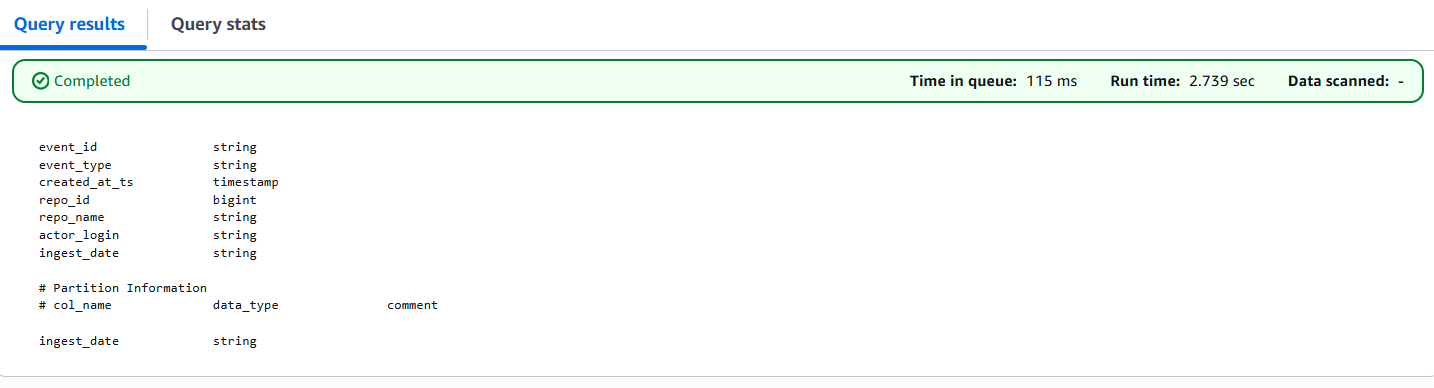 Query results Query stats
Completed Time in queue: 115 ms Run time: 2.739 sec Data scanned: -
event_id string
event_type string
created_at_ts timestamp
repo_id bigint
repo_name string
actor_login string
ingest_date string
# Partition Information
# col_name data_type comment
ingest_date string